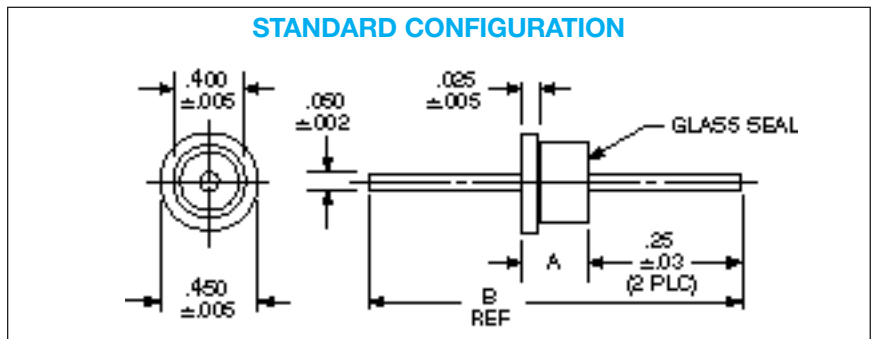 STANDARD CONFIGURATION
.400
±.005
.050
±.002
.025
±.005
GLASS SEAL
A
.25
±.03
(2 PLC)
B
REF
.450
±.005